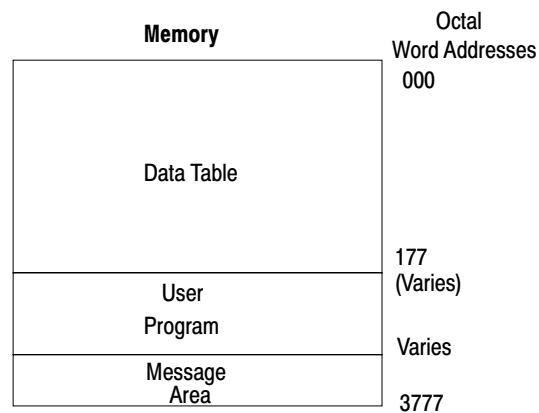 Memory
Octal
Word Addresses
000
Data Table
177
(Varies)
User
Program
Varies
Message
Area
3777